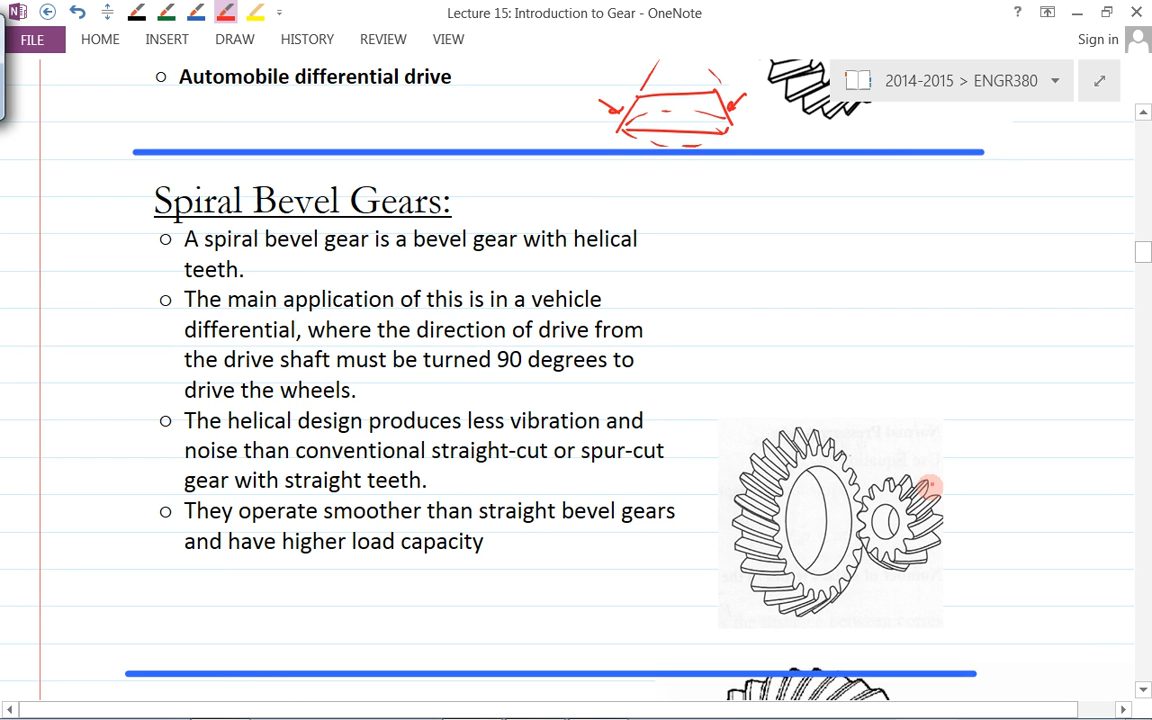 Lecture 15: Introduction to Gear - OneNote
?
Sign in
FILE HOME INSERT DRAW HISTORY REVIEW VIEW
2014-2015 > ENGR380
Automobile differential drive
Spiral Bevel Gears:
A spiral bevel gear is a bevel gear with helical
teeth.
The main application of this is in a vehicle
differential, where the direction of drive from
the drive shaft must be turned 90 degrees to
drive the wheels.
The helical design produces less vibration and
noise than conventional straight-cut or spur-cut
gear with straight teeth.
They operate smoother than straight bevel gears
and have higher load capacity